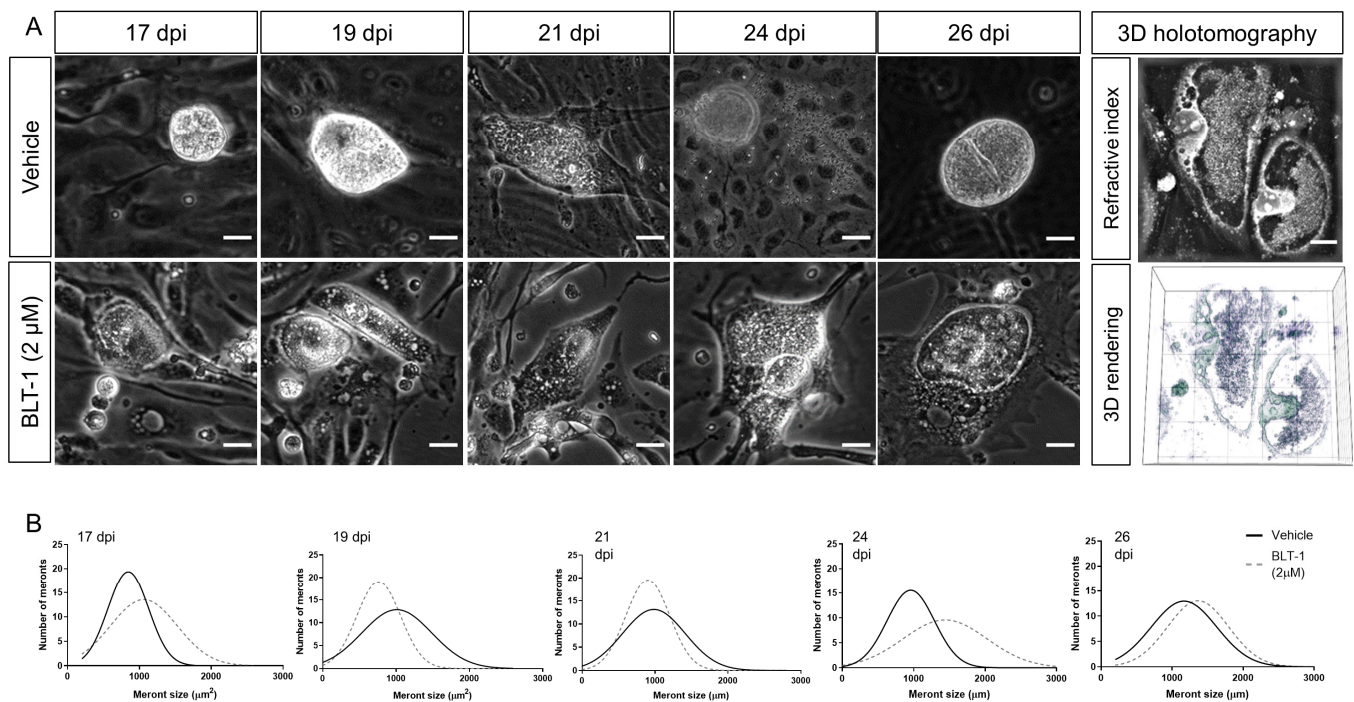 A
17 dpi
19 dpi
21 dpi
24 dpi
26 dpi
3D holotomography
Vehicle
BLT-1 (2 µM)
Refractive index
3D rendering
B
17 dpi
Number of meronts
25
20
15
10
5
0
0
1000
2000
3000
Meront size (μm²)
19 dpi
Number of meronts
25
20
15
10
5
0
0
1000
2000
3000
Meront size (μm²)
21
dpi
Number of meronts
25
20
15
10
5
0
0
1000
2000
3000
Meront size (μm)
24
dpi
Number of meronts
25
20
15
10
5
0
0
1000
2000
3000
Meront size (μm)
26
dpi
Number of meronts
25
20
15
10
5
0
0
1000
2000
3000
Meront size (μm)
Vehicle
BLT-1
(2μM)